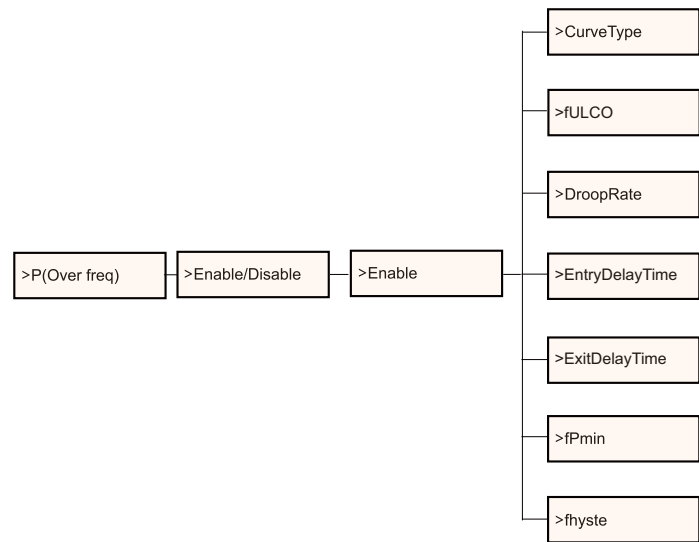 >P(Over freq)
>Enable/Disable
>Enable
>CurveType
>fULCO
>DroopRate
>EntryDelayTime
>ExitDelayTime
>fPmin
>fhyste